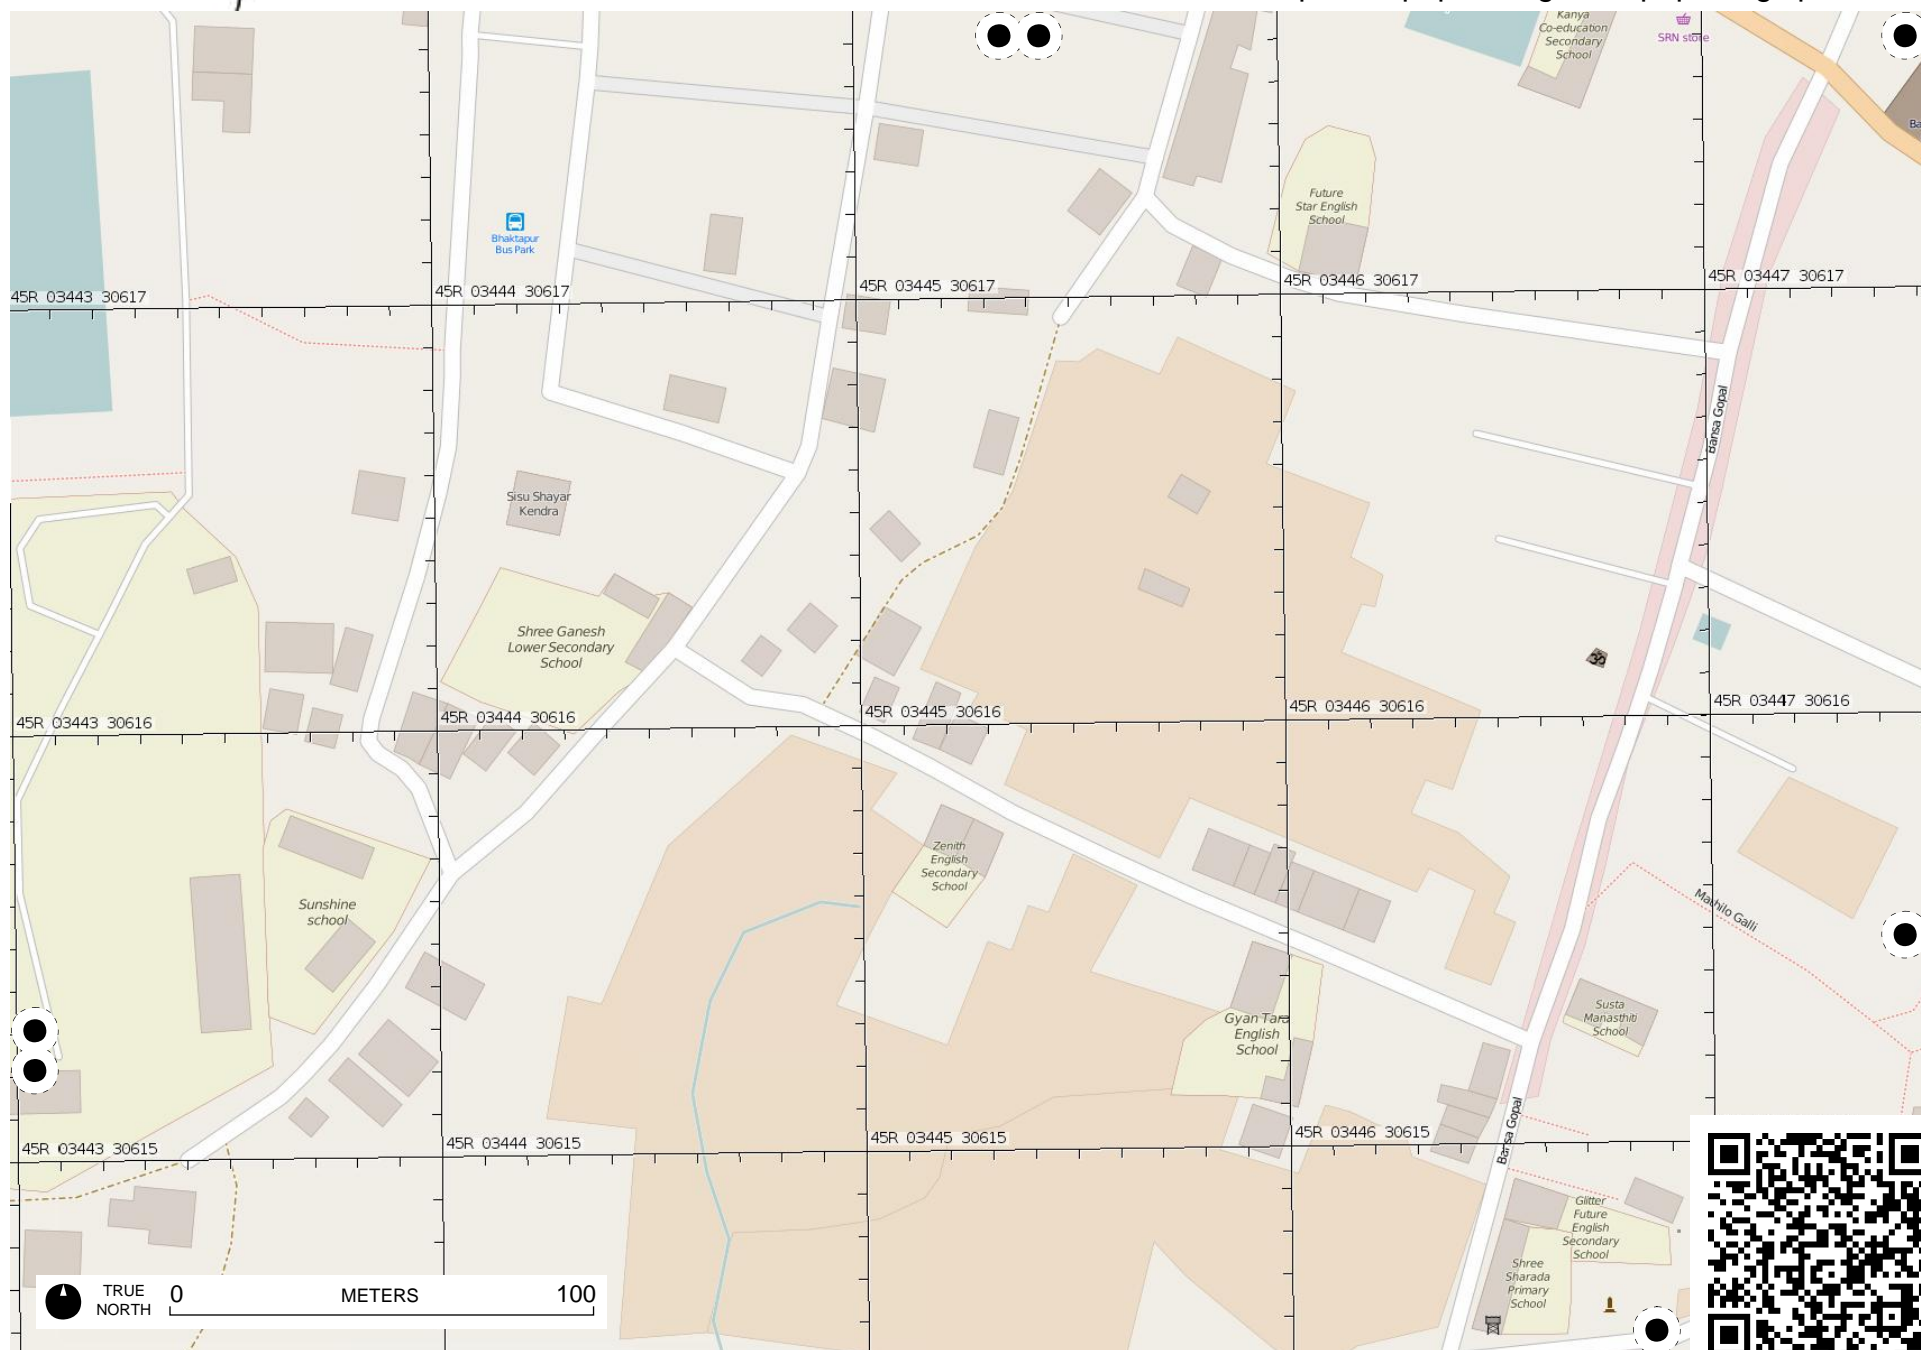 Kanya
Co-education
Secondary
School
SRN store
Ba
Future
Star English
School
Bhaktapur
Bus Park
45R 03443 30617
45R 03444 30617
45R 03445 30617
45R 03446 30617
45R 03447 30617
Bansa Gopal
Sisu Shayar
Kendra
Shree Ganesh
Lower Secondary
School
45R 03443 30616
45R 03444 30616
45R 03445 30616
45R 03446 30616
45R 03447 30616
Zenith
English
Secondary
School
Sunshine
school
Mathilo Galli
Susta
Manasthiti
School
Gyan Tara
English
School
Bansa Gopal
45R 03443 30615
45R 03444 30615
45R 03445 30615
45R 03446 30615
Glitter
Future
English
Secondary
School
Shree
Sharada
Primary
School
TRUE
NORTH
0 METERS 100